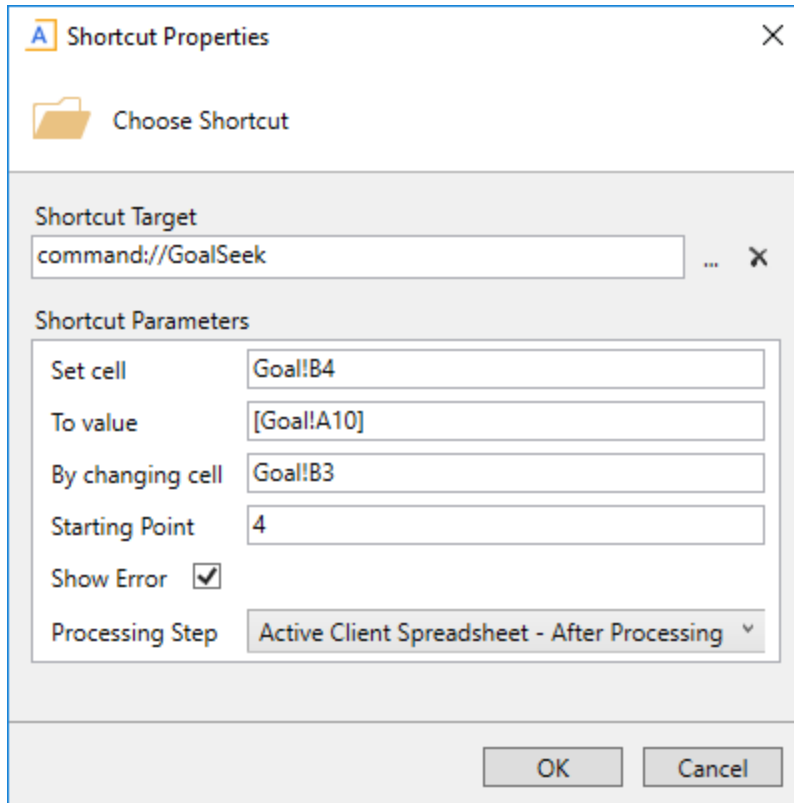 A Shortcut Properties
Choose Shortcut
Shortcut Target
command://GoalSeek ...
Shortcut Parameters
Set cell Goal!B4
To value [Goal!A10]
By changing cell Goal!B3
Starting Point 4
Show Error
Processing Step Active Client Spreadsheet - After Processing
OK Cancel